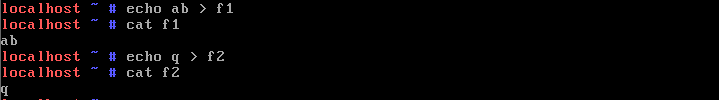 localhost ~ # echo ab > f1
localhost ~ # cat f1
ab
localhost ~ # echo q > f2
localhost ~ # cat f2
q